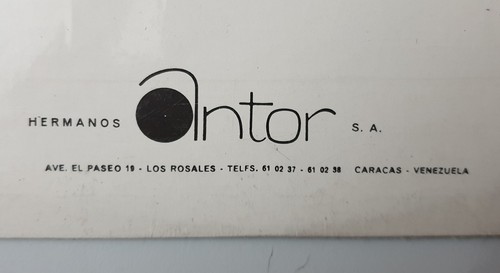 HERMANOS antor S. A.
AVE. EL PASEO 19 - LOS ROSALES - TELFS. 61 02 37 - 61 02 38 CARACAS - VENEZUELA